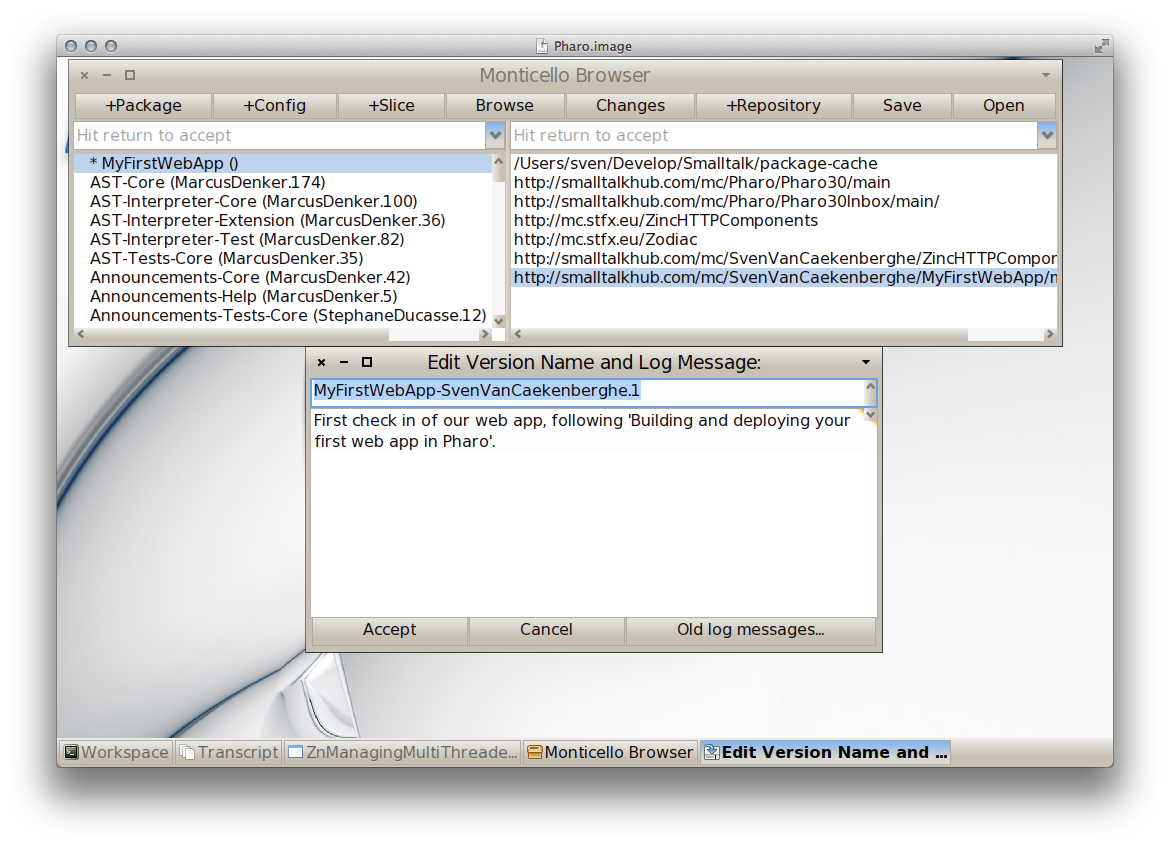 Pharo.image
Monticello Browser
+Package +Config +Slice Browse Changes +Repository Save Open
Hit return to accept
Hit return to accept
* MyFirstWebApp ()
AST-Core (MarcusDenker.174)
AST-Interpreter-Core (MarcusDenker.100)
AST-Interpreter-Extension (MarcusDenker.36)
AST-Interpreter-Test (MarcusDenker.82)
AST-Tests-Core (MarcusDenker.35)
Announcements-Core (MarcusDenker.42)
Announcements-Help (MarcusDenker.5)
Announcements-Tests-Core (StephaneDucasse.12)
/Users/sven/Develop/Smalltalk/package-cache
http://smalltalkhub.com/mc/Pharo/Pharo30/main
http://smalltalkhub.com/mc/Pharo/Pharo30Inbox/main/
http://mc.stfx.eu/ZincHTTPComponents
http://mc.stfx.eu/Zodiac
http://smalltalkhub.com/mc/SvenVanCaekenberghe/ZincHTTPCompor
http://smalltalkhub.com/mc/SvenVanCaekenberghe/MyFirstWebApp/m
Edit Version Name and Log Message:
MyFirstWebApp-SvenVanCaekenberghe.1
First check in of our web app, following 'Building and deploying your
first web app in Pharo'.
Accept Cancel Old log messages...
Workspace Transcript ZnManagingMultiThreade... Monticello Browser Edit Version Name and ...